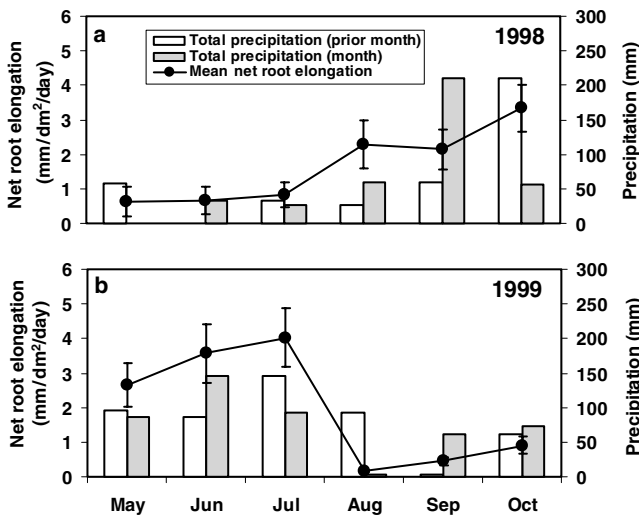 a
1998
Total precipitation (prior month)
Total precipitation (month)
Mean net root elongation
Net root elongation
(mm/dm²/day)
6
5
4
3
2
1
0
300
250
200
150
100
50
0
Precipitation (mm)
b
1999
Net root elongation
(mm/dm²/day)
6
5
4
3
2
1
0
300
250
200
150
100
50
0
Precipitation (mm)
May Jun Jul Aug Sep Oct